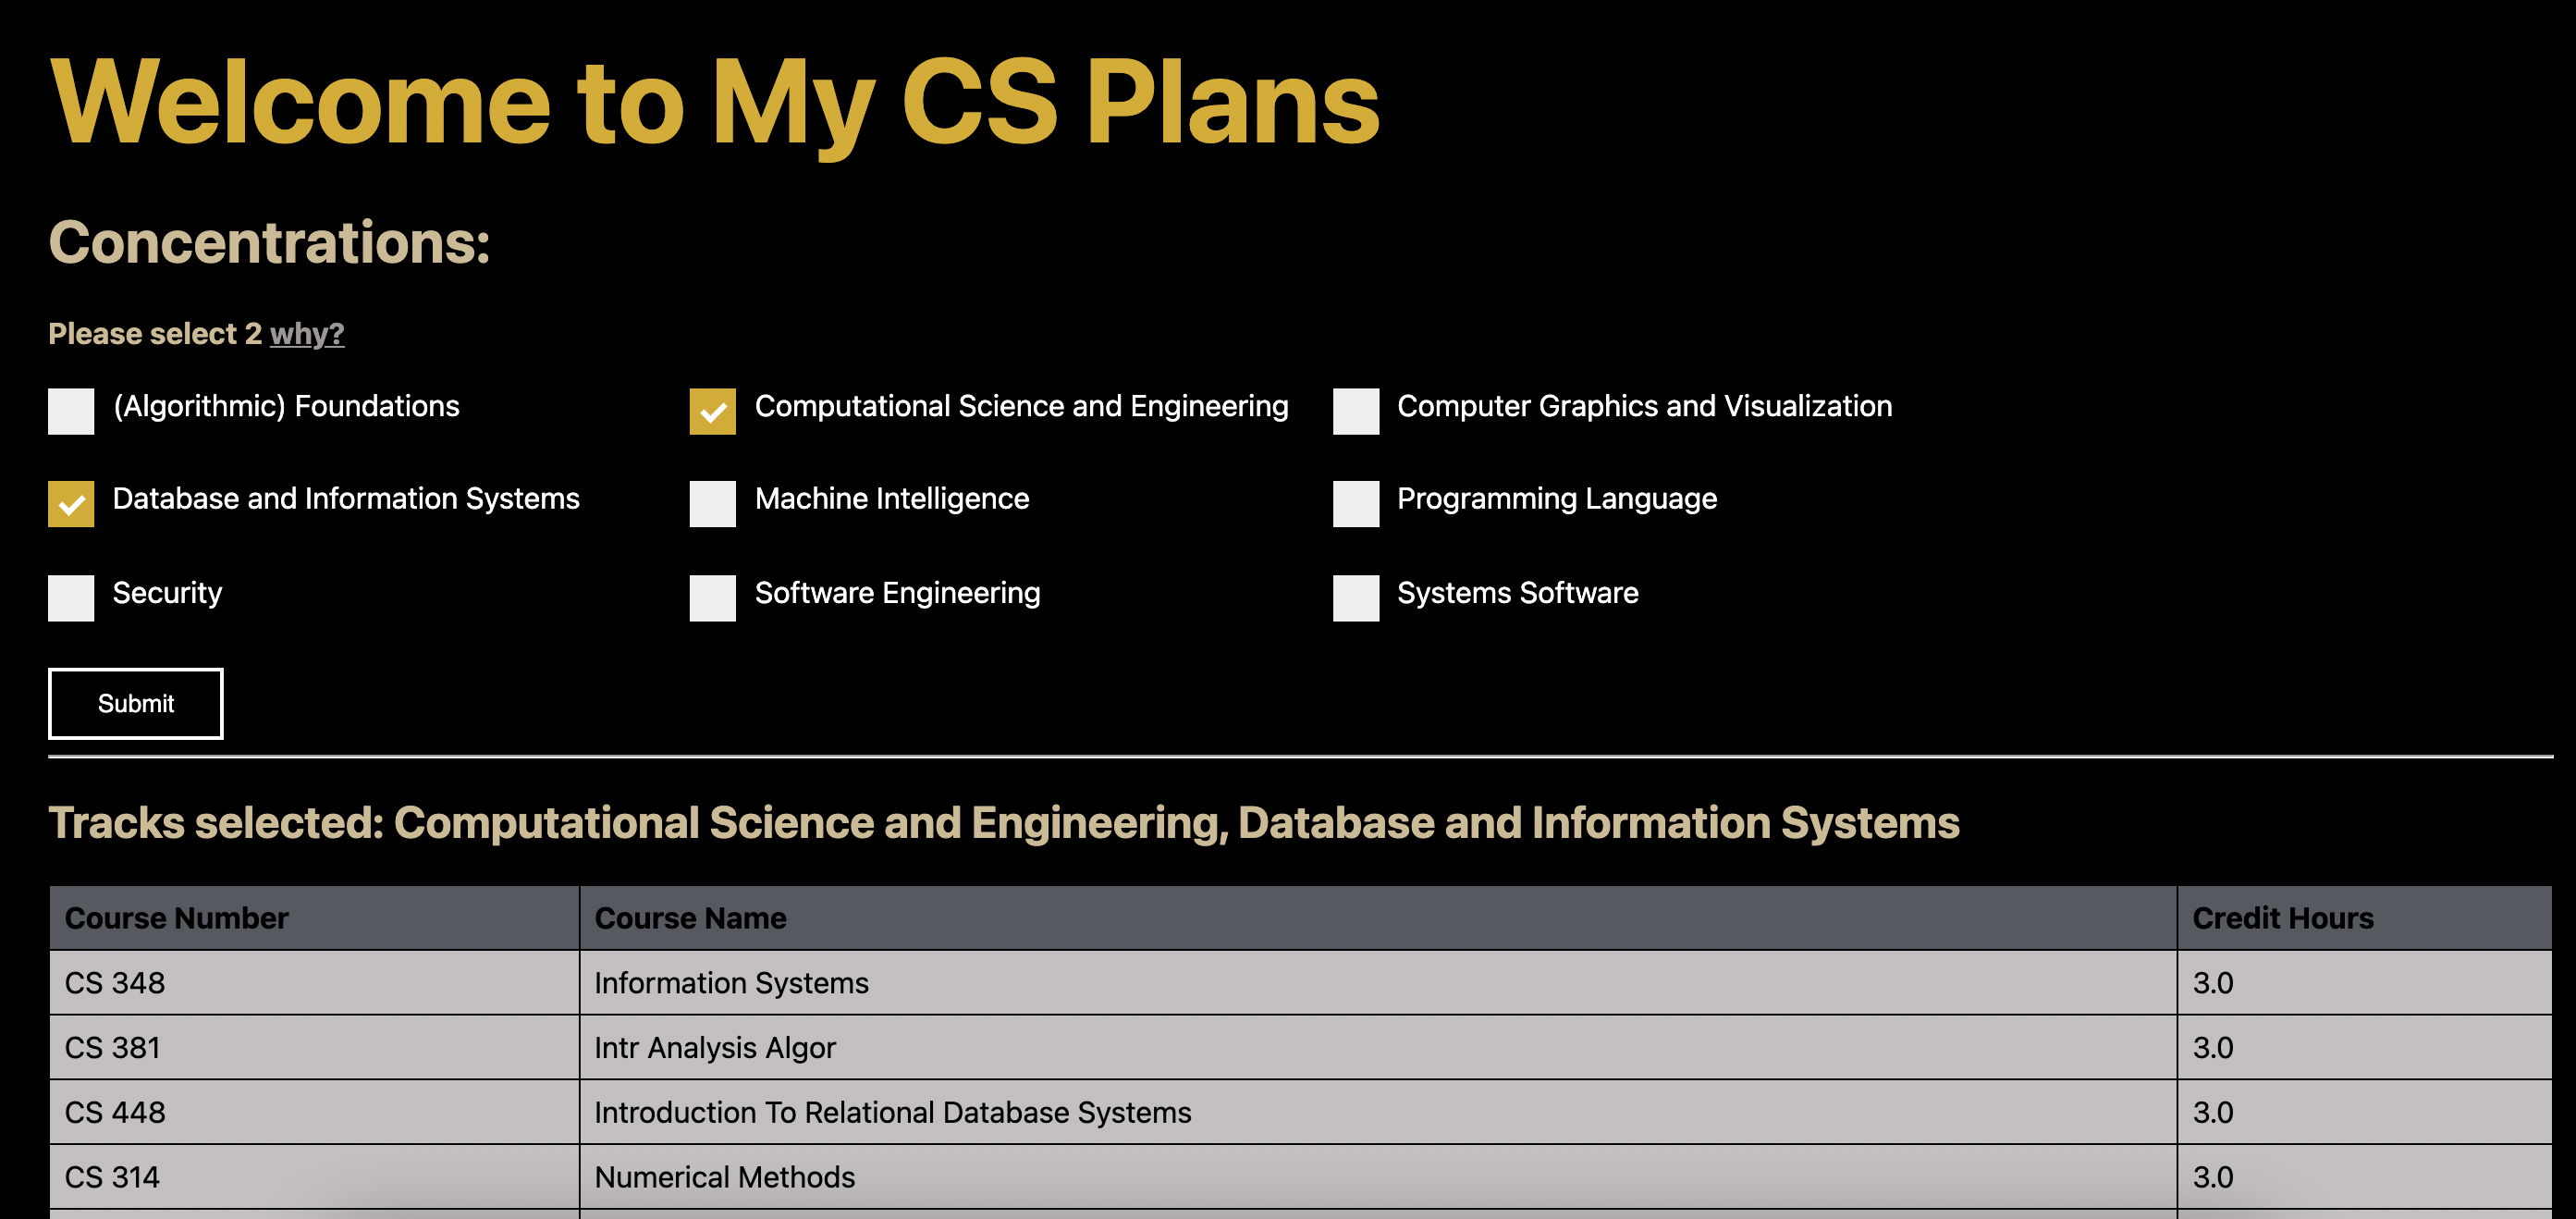 Welcome to My CS Plans
Concentrations:
Please select 2 why?
(Algorithmic) Foundations
Computational Science and Engineering
Computer Graphics and Visualization
Database and Information Systems
Machine Intelligence
Programming Language
Security
Software Engineering
Systems Software
Submit
Tracks selected: Computational Science and Engineering, Database and Information Systems
Course Number Course Name Credit Hours
CS 348 Information Systems 3.0
CS 381 Intr Analysis Algor 3.0
CS 448 Introduction To Relational Database Systems 3.0
CS 314 Numerical Methods 3.0